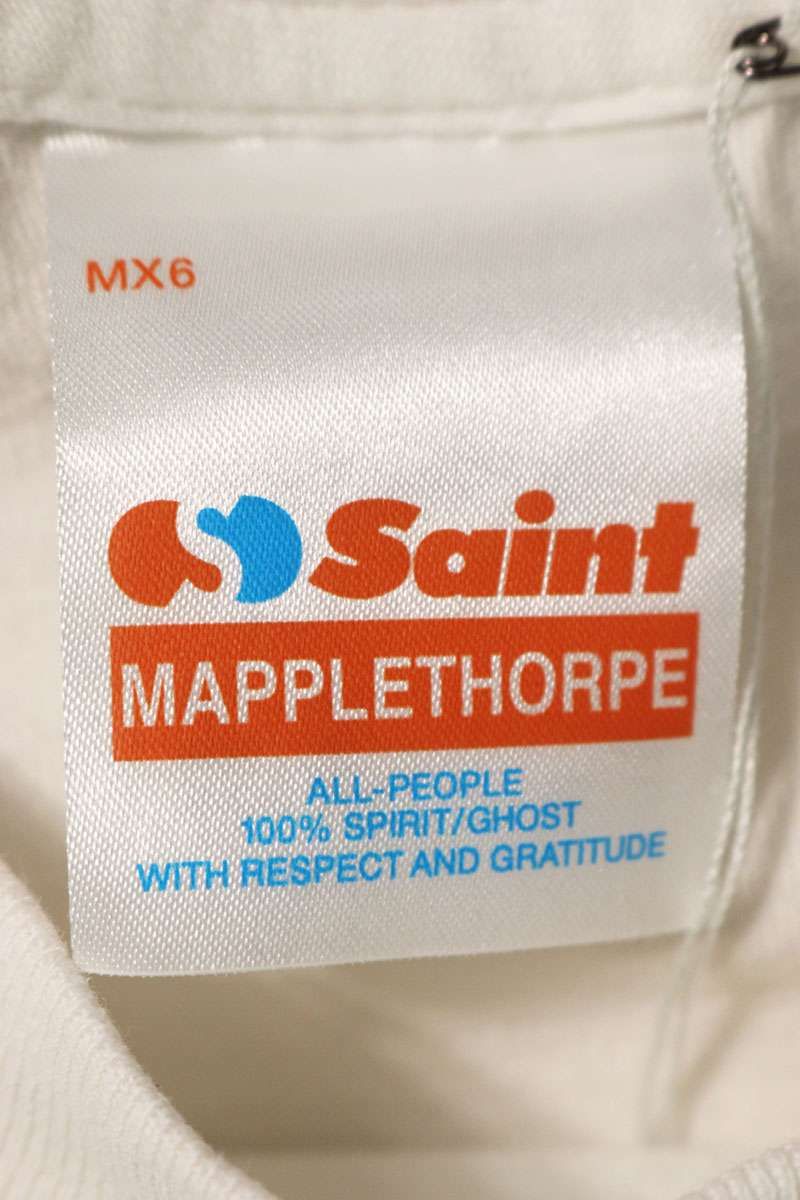 MX6
Saint
MAPPLETHORPE
ALL-PEOPLE
100% SPIRIT/GHOST
WITH RESPECT AND GRATITUDE